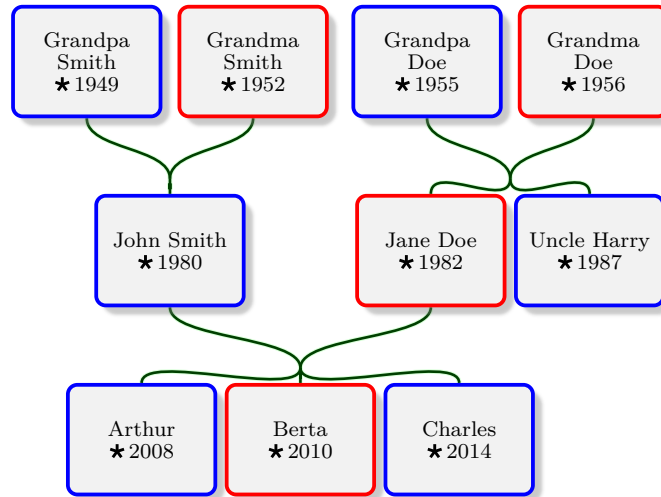 Grandpa
Smith
★ 1949
Grandma
Smith
★ 1952
Grandpa
Doe
★ 1955
Grandma
Doe
★ 1956
John Smith
★ 1980
Jane Doe
★ 1982
Uncle Harry
★ 1987
Arthur
★ 2008
Berta
★ 2010
Charles
★ 2014